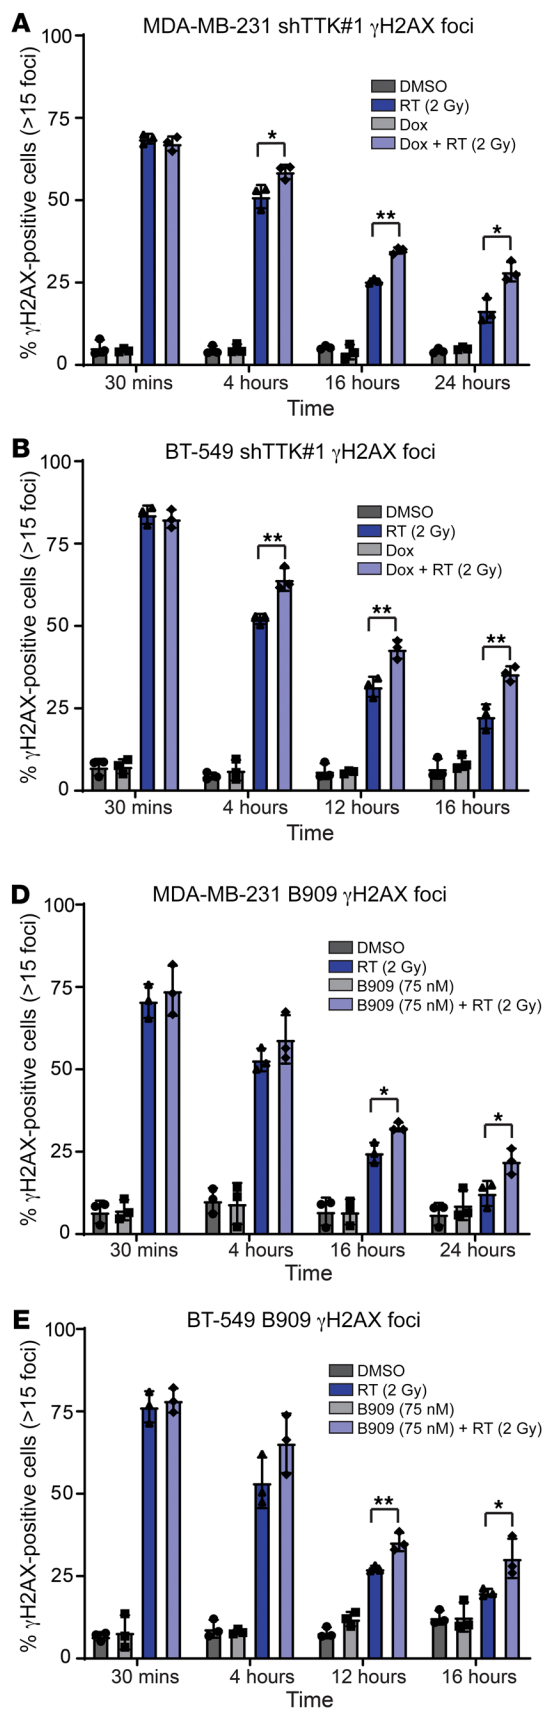 A
MDA-MB-231 shTTK#1 γH2AX foci
% γH2AX-positive cells (>15 foci)
100
75
50
25
0
DMSO
RT (2 Gy)
Dox
Dox + RT (2 Gy)
*
**
*
30 mins 4 hours 16 hours 24 hours
Time
B
BT-549 shTTK#1 γH2AX foci
% γH2AX-positive cells (>15 foci)
100
75
50
25
0
DMSO
RT (2 Gy)
Dox
Dox + RT (2 Gy)
**
**
**
30 mins 4 hours 12 hours 16 hours
Time
D
MDA-MB-231 B909 γH2AX foci
% γH2AX-positive cells (>15 foci)
100
75
50
25
0
DMSO
RT (2 Gy)
B909 (75 nM)
B909 (75 nM) + RT (2 Gy)
*
*
30 mins 4 hours 16 hours 24 hours
Time
E
BT-549 B909 γH2AX foci
% γH2AX-positive cells (>15 foci)
100
75
50
25
0
DMSO
RT (2 Gy)
B909 (75 nM)
B909 (75 nM) + RT (2 Gy)
**
*
30 mins 4 hours 12 hours 16 hours
Time